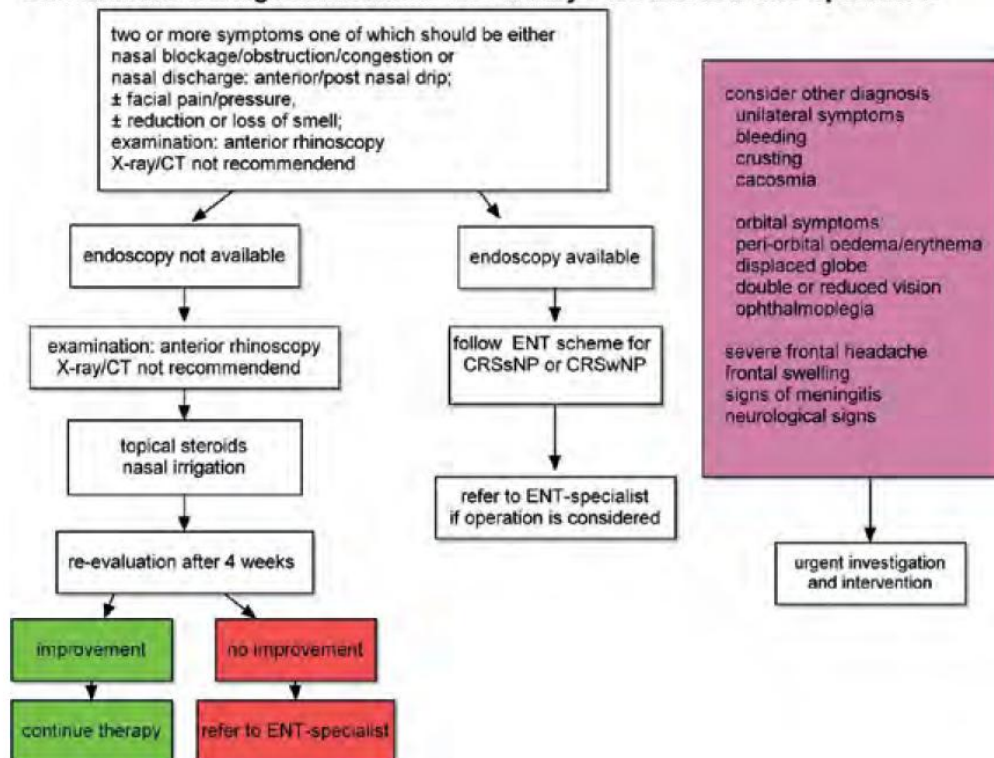 two or more symptoms one of which should be either
nasal blockage/obstruction/congestion or
nasal discharge: anterior/post nasal drip;
± facial pain/pressure,
± reduction or loss of smell;
examination: anterior rhinoscopy
X-ray/CT not recommendend
endoscopy not available
examination: anterior rhinoscopy
X-ray/CT not recommendend
topical steroids
nasal irrigation
re-evaluation after 4 weeks
improvement
continue therapy
no improvement
refer to ENT-specialist
endoscopy available
follow ENT scheme for
CRSsNP or CRSwNP
refer to ENT-specialist
if operation is considered
consider other diagnosis
unilateral symptoms
bleeding
crusting
cacosmia
orbital symptoms:
peri-orbital oedema/erythema
displaced globe
double or reduced vision
ophthalmoplegia
severe frontal headache
frontal swelling
signs of meningitis
neurological signs
urgent investigation
and intervention